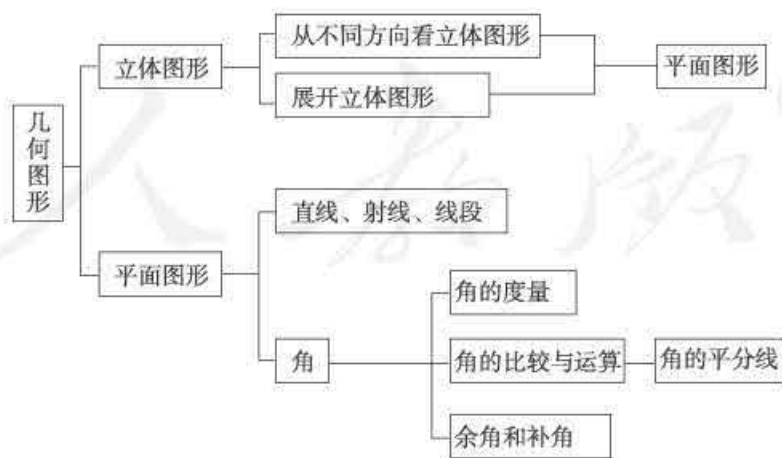 几何图形
立体图形
从不同方向看立体图形
展开立体图形
平面图形
平面图形
直线、射线、线段
角
角的度量
角的比较与运算
角的平分线
余角和补角
人教版